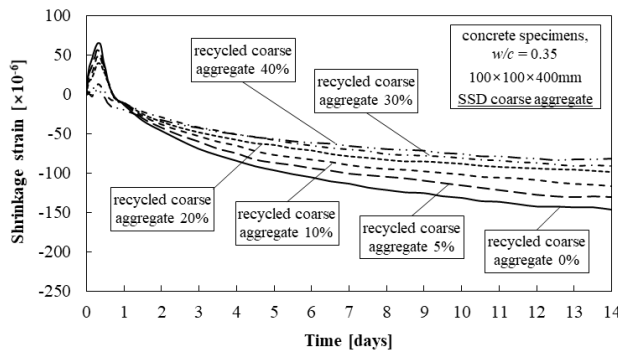 100
50
0
-50
-100
-150
-200
-250
Shrinkage strain [×10⁻⁶]
recycled coarse
aggregate 40%
recycled coarse
aggregate 30%
concrete specimens,
w/c = 0.35
100×100×400mm
SSD coarse aggregate
recycled coarse
aggregate 20%
recycled coarse
aggregate 10%
recycled coarse
aggregate 5%
recycled coarse
aggregate 0%
0 1 2 3 4 5 6 7 8 9 10 11 12 13 14
Time [days]